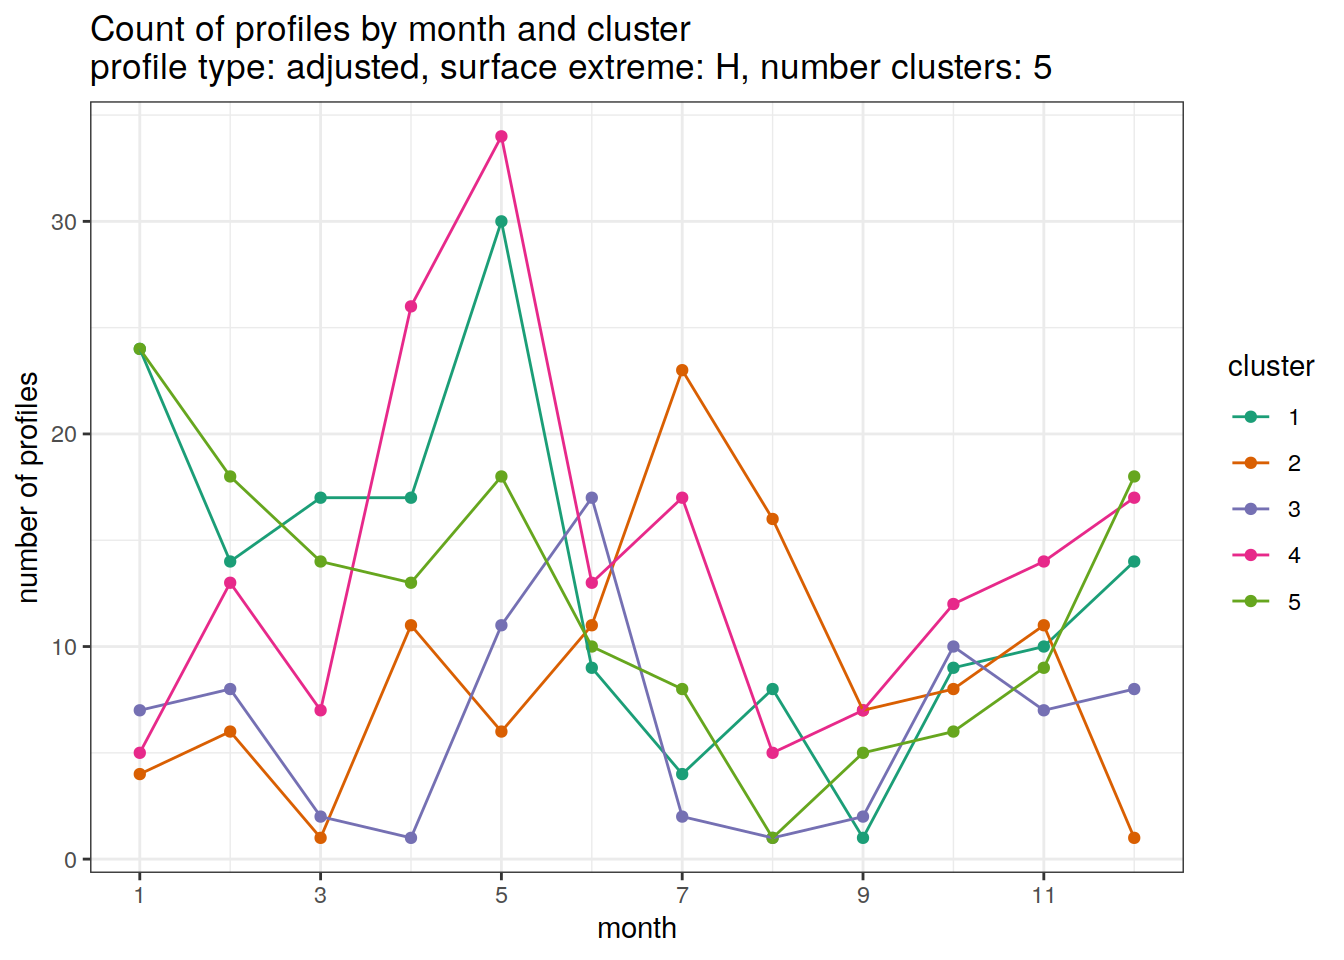 Count of profiles by month and cluster
profile type: adjusted, surface extreme: H, number clusters: 5
number of profiles
30
20
10
0
1 3 5 7 9 11
month
cluster
1
2
3
4
5